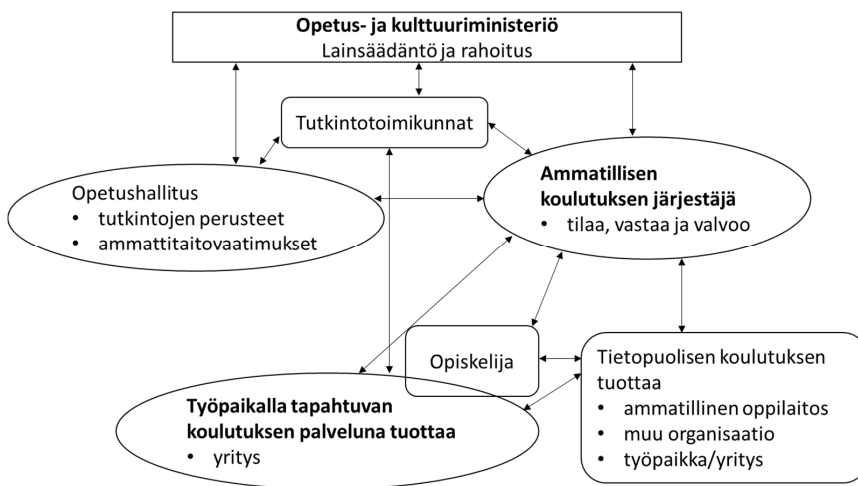 Opetus- ja kulttuuriministeriö
Lainsäädäntö ja rahoitus
Tutkintotoimikunnat
Opetushallitus
• tutkintojen perusteet
• ammattitaitovaatimukset
Ammatillisen
koulutuksen järjestäjä
• tilaa, vastaa ja valvoo
Opiskelija
Työpaikalla tapahtuvan
koulutuksen palveluna tuottaa
• yritys
Tietopuolisen koulutuksen
tuottaa
• ammatillinen oppilaitos
• muu organisaatio
• työpaikka/yritys